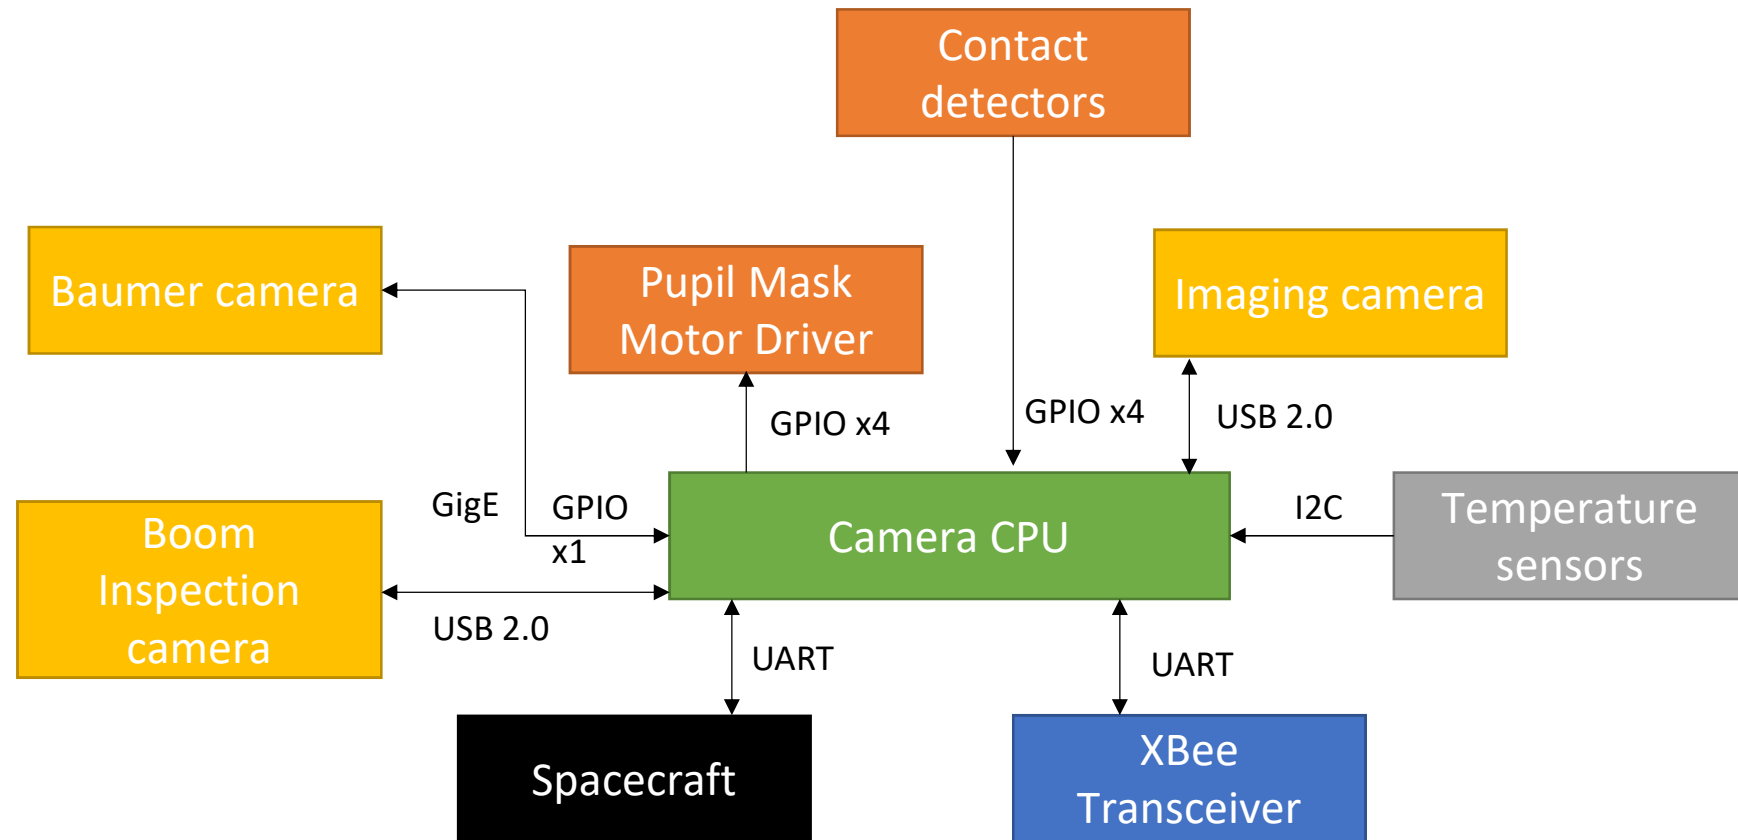 Contact
detectors
Baumer camera
Pupil Mask
Motor Driver
Imaging camera
GPIO x4
GPIO x4
USB 2.0
GigE
GPIO
x1
Camera CPU
I2C
Temperature
sensors
Boom
Inspection
camera
USB 2.0
UART
UART
Spacecraft
XBee
Transceiver